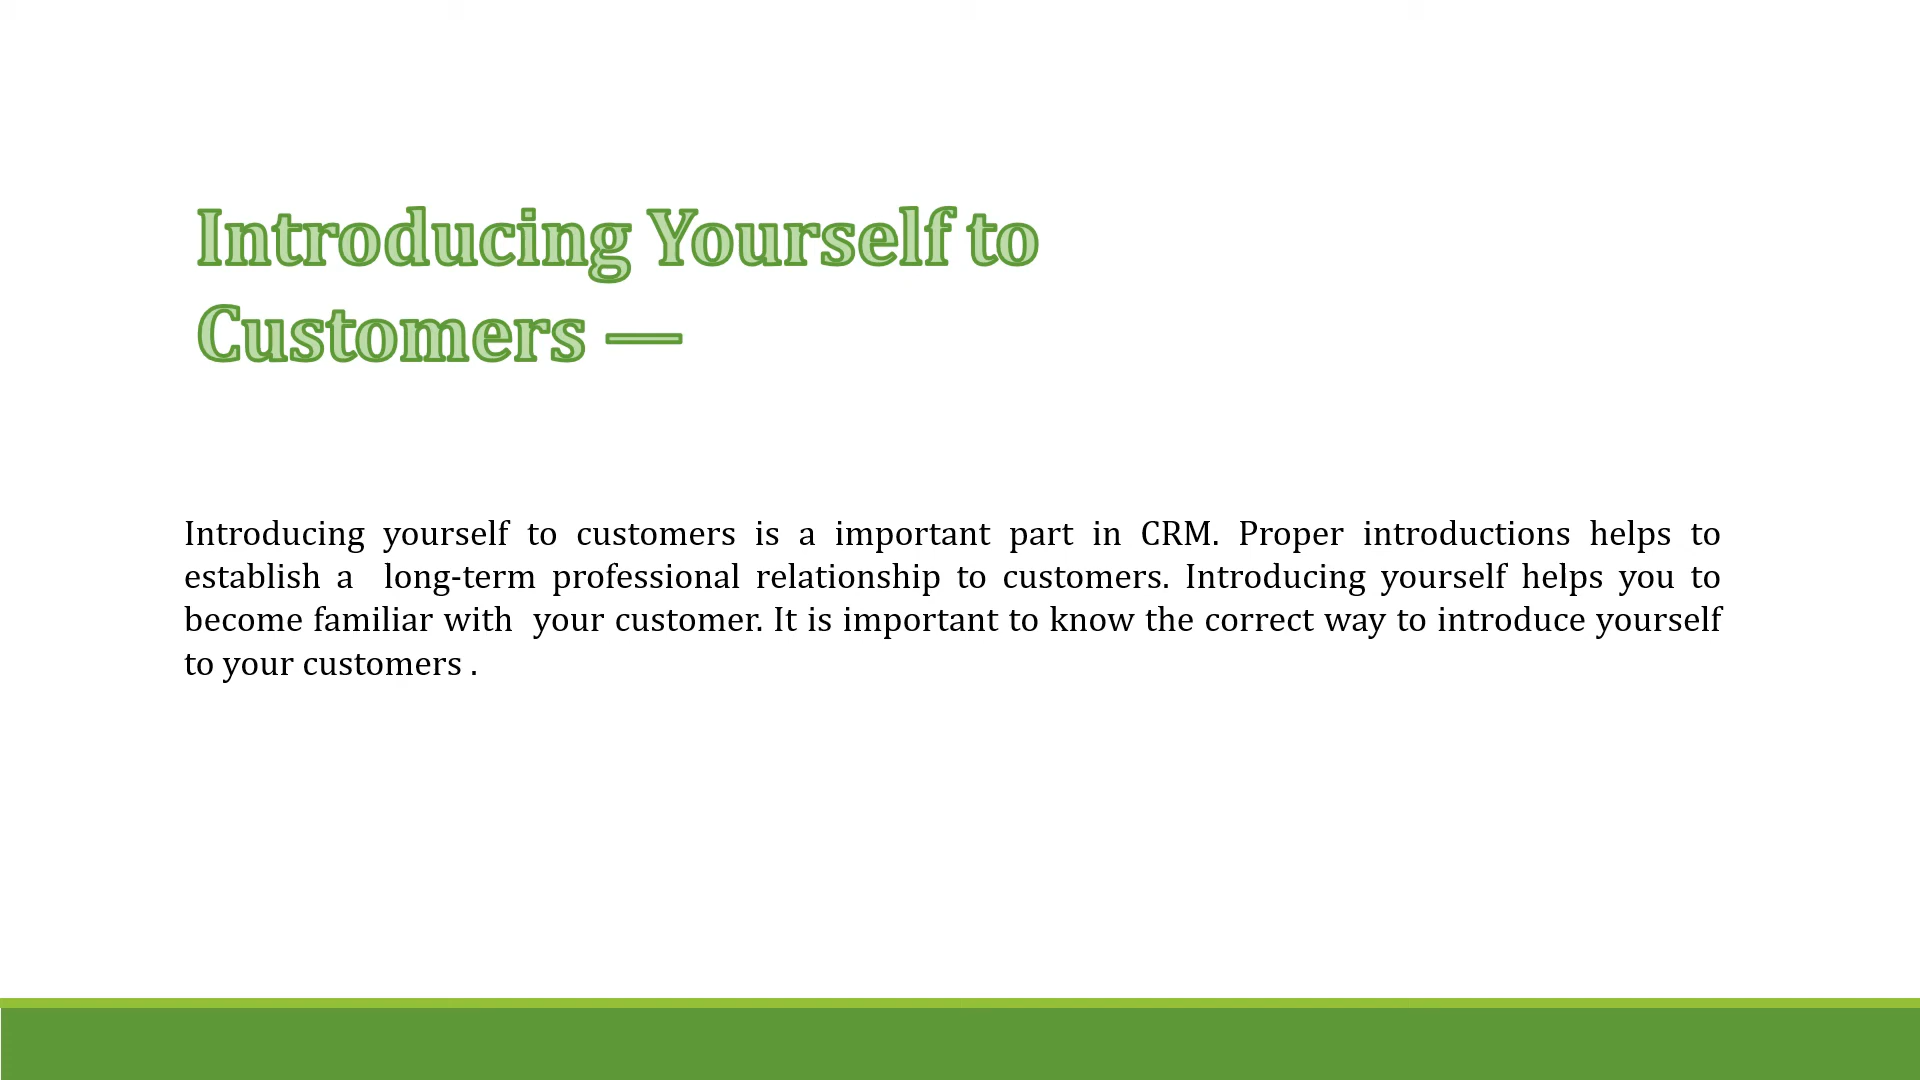 Introducing Yourself to
Customers —
Introducing yourself to customers is a important part in CRM. Proper introductions helps to
establish a  long-term professional relationship to customers. Introducing yourself helps you to
become familiar with  your customer. It is important to know the correct way to introduce yourself
to your customers .